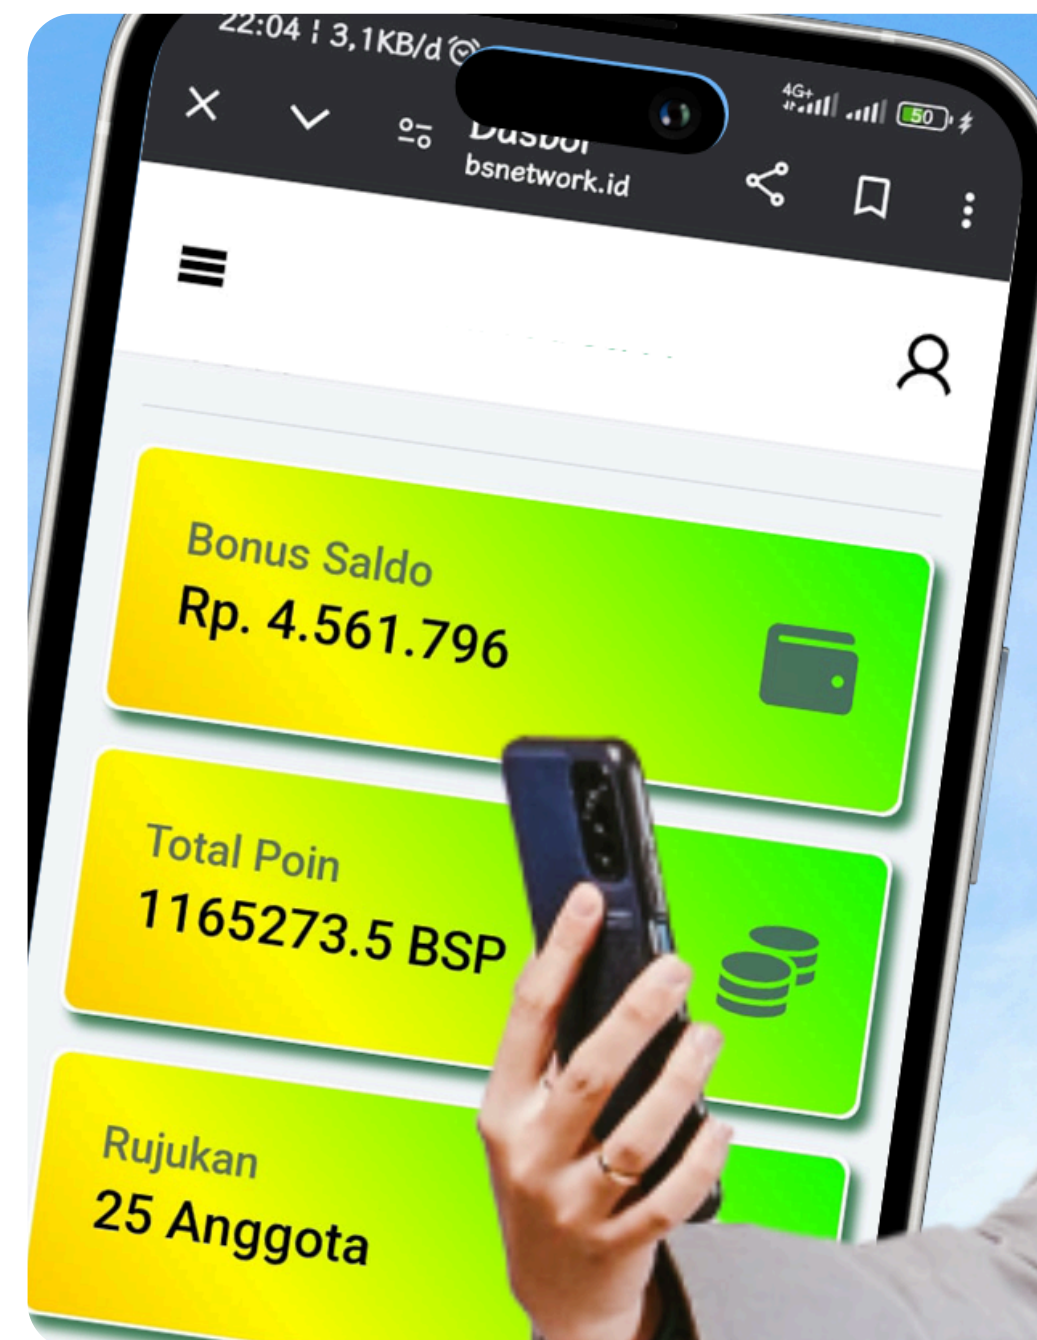 22:04 ¦ 3,1KB/d
4G+
50
bsnetwork.id
Bonus Saldo
Rp. 4.561.796
Total Poin
1165273.5 BSP
Rujukan
25 Anggota